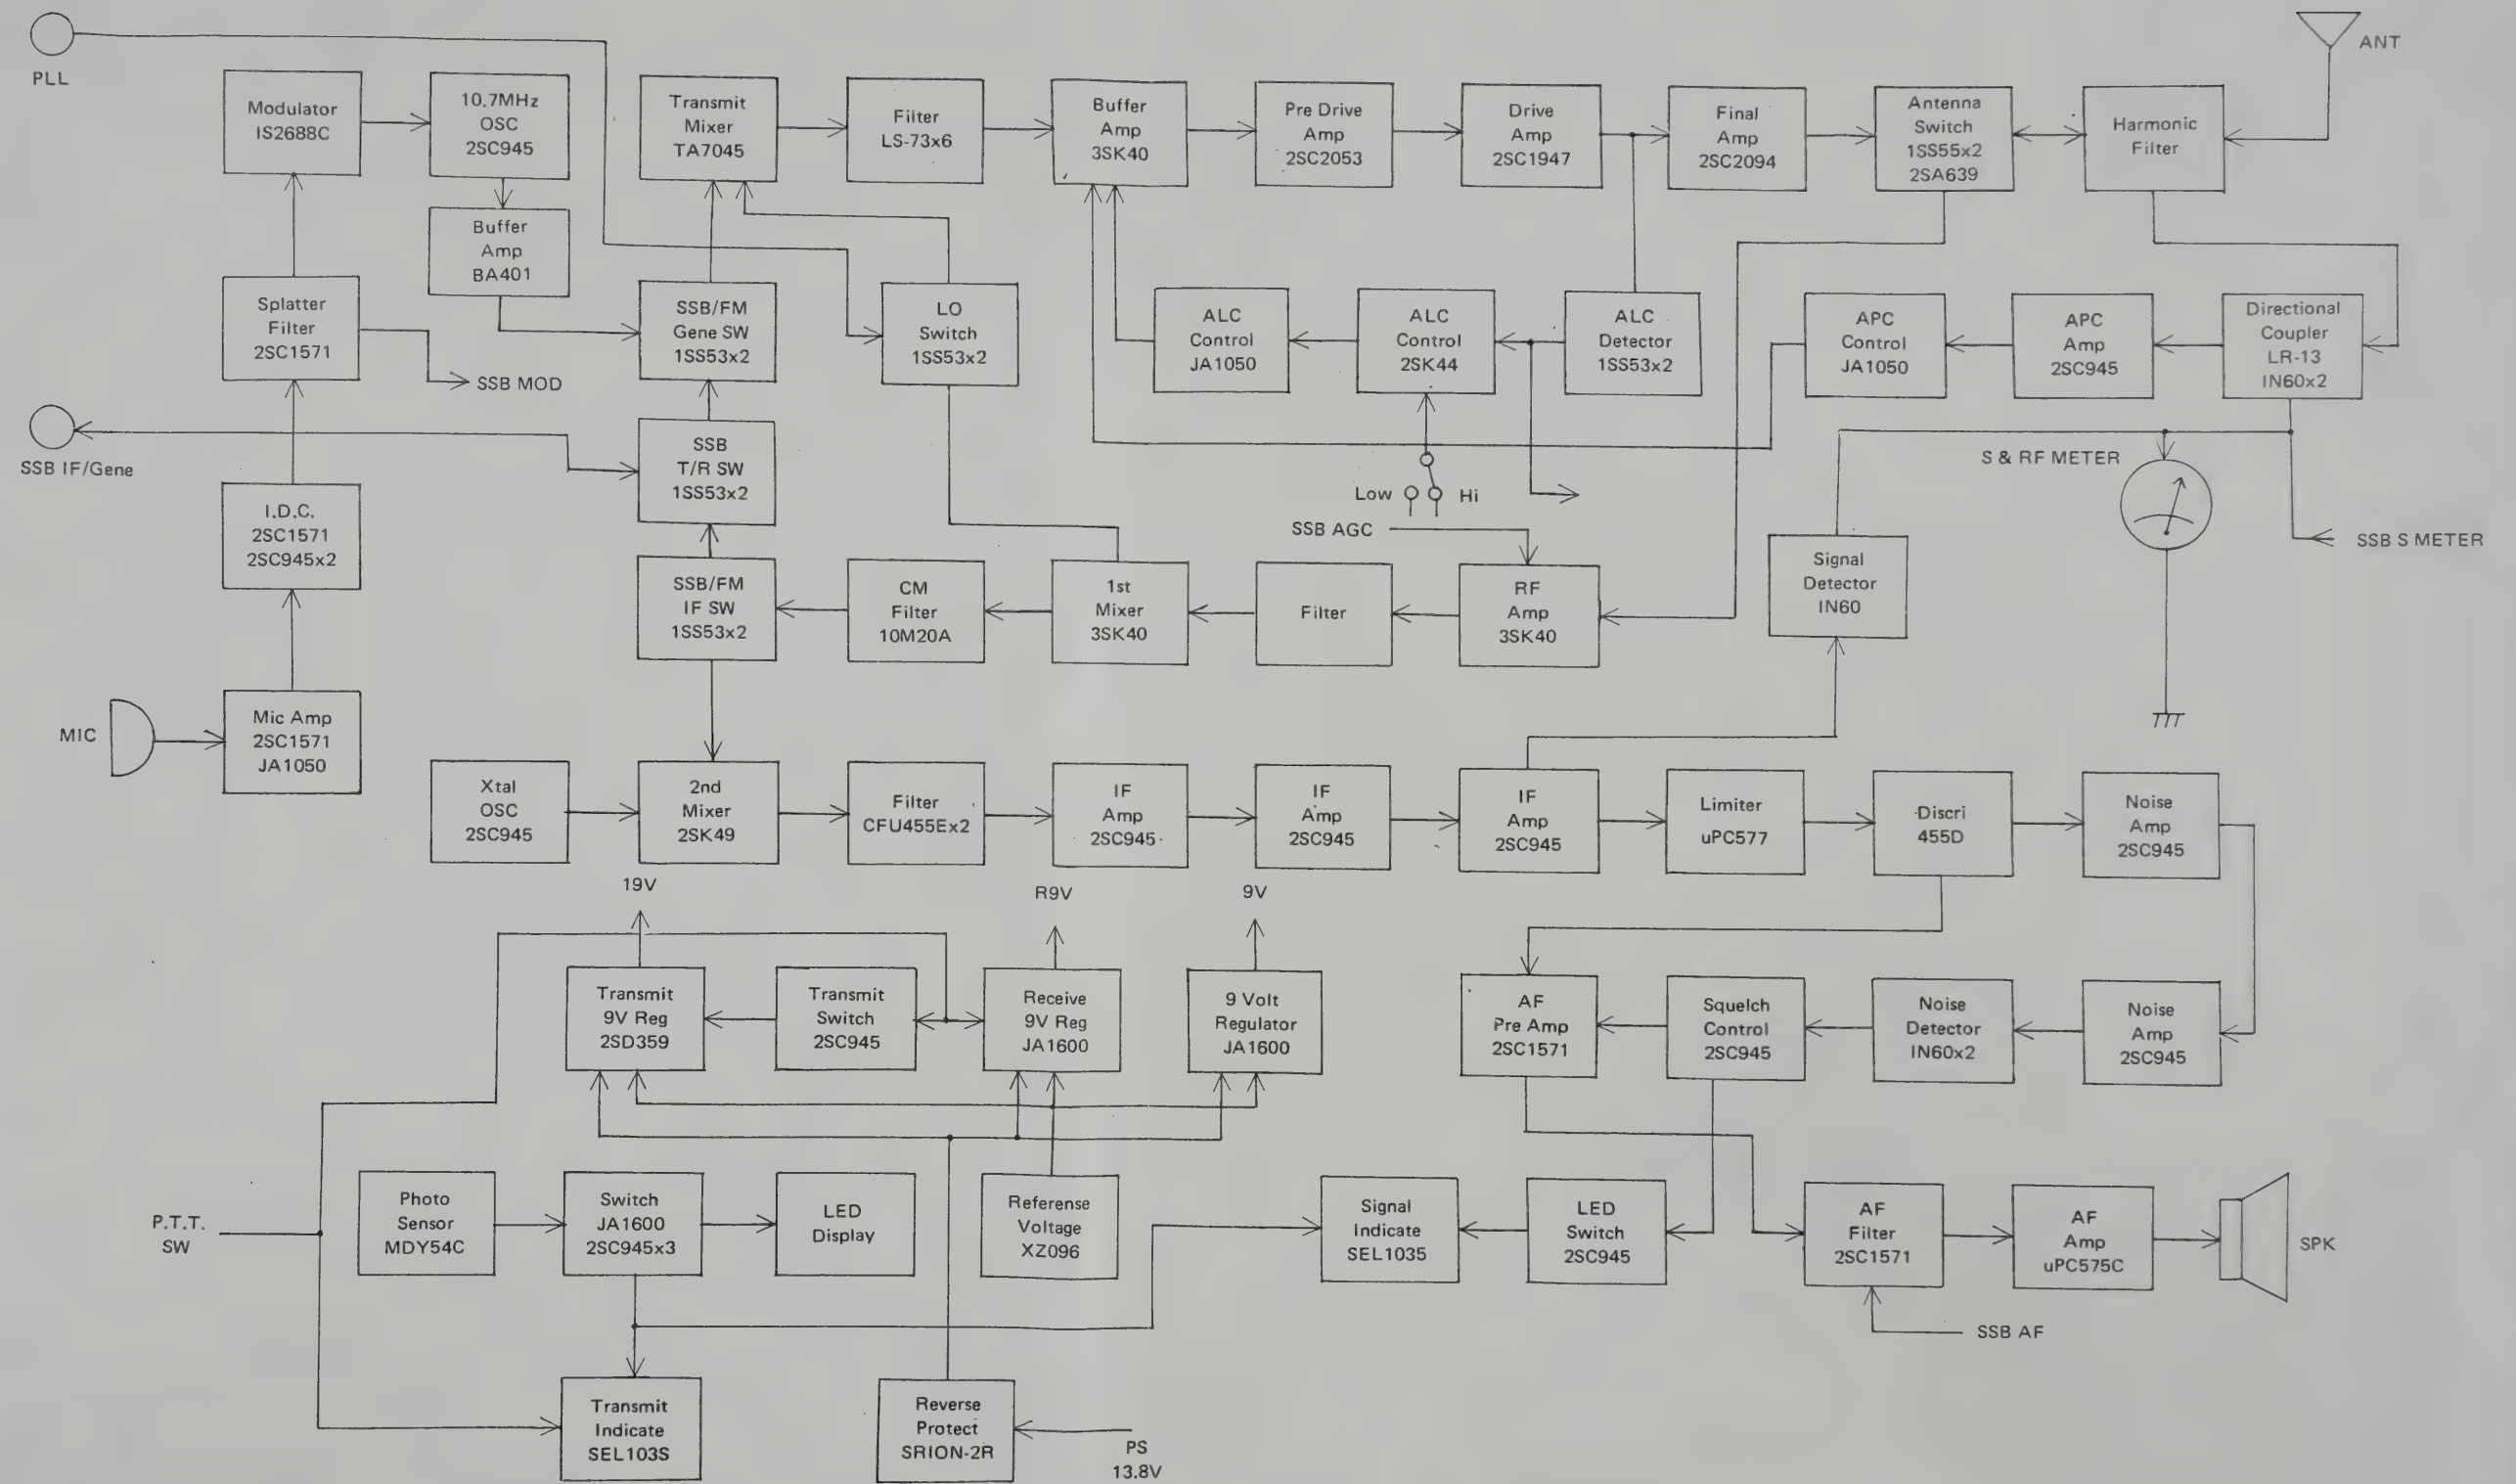 PLL
Modulator
IS2688C
10.7MHz
OSC
2SC945
Transmit
Mixer
TA7045
Filter
LS-73x6
Buffer
Amp
3SK40
Pre Drive
Amp
2SC2053
Drive
Amp
2SC1947
Final
Amp
2SC2094
Antenna
Switch
1SS55x2
2SA639
Harmonic
Filter
ANT
Buffer
Amp
BA401
Splatter
Filter
2SC1571
SSB MOD
SSB/FM
Gene SW
1SS53x2
LO
Switch
1SS53x2
ALC
Control
JA1050
ALC
Control
2SK44
ALC
Detector
1SS53x2
APC
Control
JA1050
APC
Amp
2SC945
Directional
Coupler
LR-13
IN60x2
SSB IF/Gene
SSB
T/R SW
1SS53x2
Low
Hi
S & RF METER
SSB S METER
I.D.C.
2SC1571
2SC945x2
SSB AGC
SSB/FM
IF SW
1SS53x2
CM
Filter
10M20A
1st
Mixer
3SK40
Filter
RF
Amp
3SK40
Signal
Detector
IN60
MIC
Mic Amp
2SC1571
JA1050
Xtal
OSC
2SC945
2nd
Mixer
2SK49
Filter
CFU455Ex2
IF
Amp
2SC945
IF
Amp
2SC945
IF
Amp
2SC945
Limiter
uPC577
Discri
455D
Noise
Amp
2SC945
19V
R9V
9V
Transmit
9V Reg
2SD359
Transmit
Switch
2SC945
Receive
9V Reg
JA1600
9 Volt
Regulator
JA1600
AF
Pre Amp
2SC1571
Squelch
Control
2SC945
Noise
Detector
IN60x2
Noise
Amp
2SC945
P.T.T.
SW
Photo
Sensor
MDY54C
Switch
JA1600
2SC945x3
LED
Display
Referense
Voltage
XZ096
Signal
Indicate
SEL1035
LED
Switch
2SC945
AF
Filter
2SC1571
AF
Amp
uPC575C
SPK
SSB AF
Transmit
Indicate
SEL103S
Reverse
Protect
SRION-2R
PS
13.8V